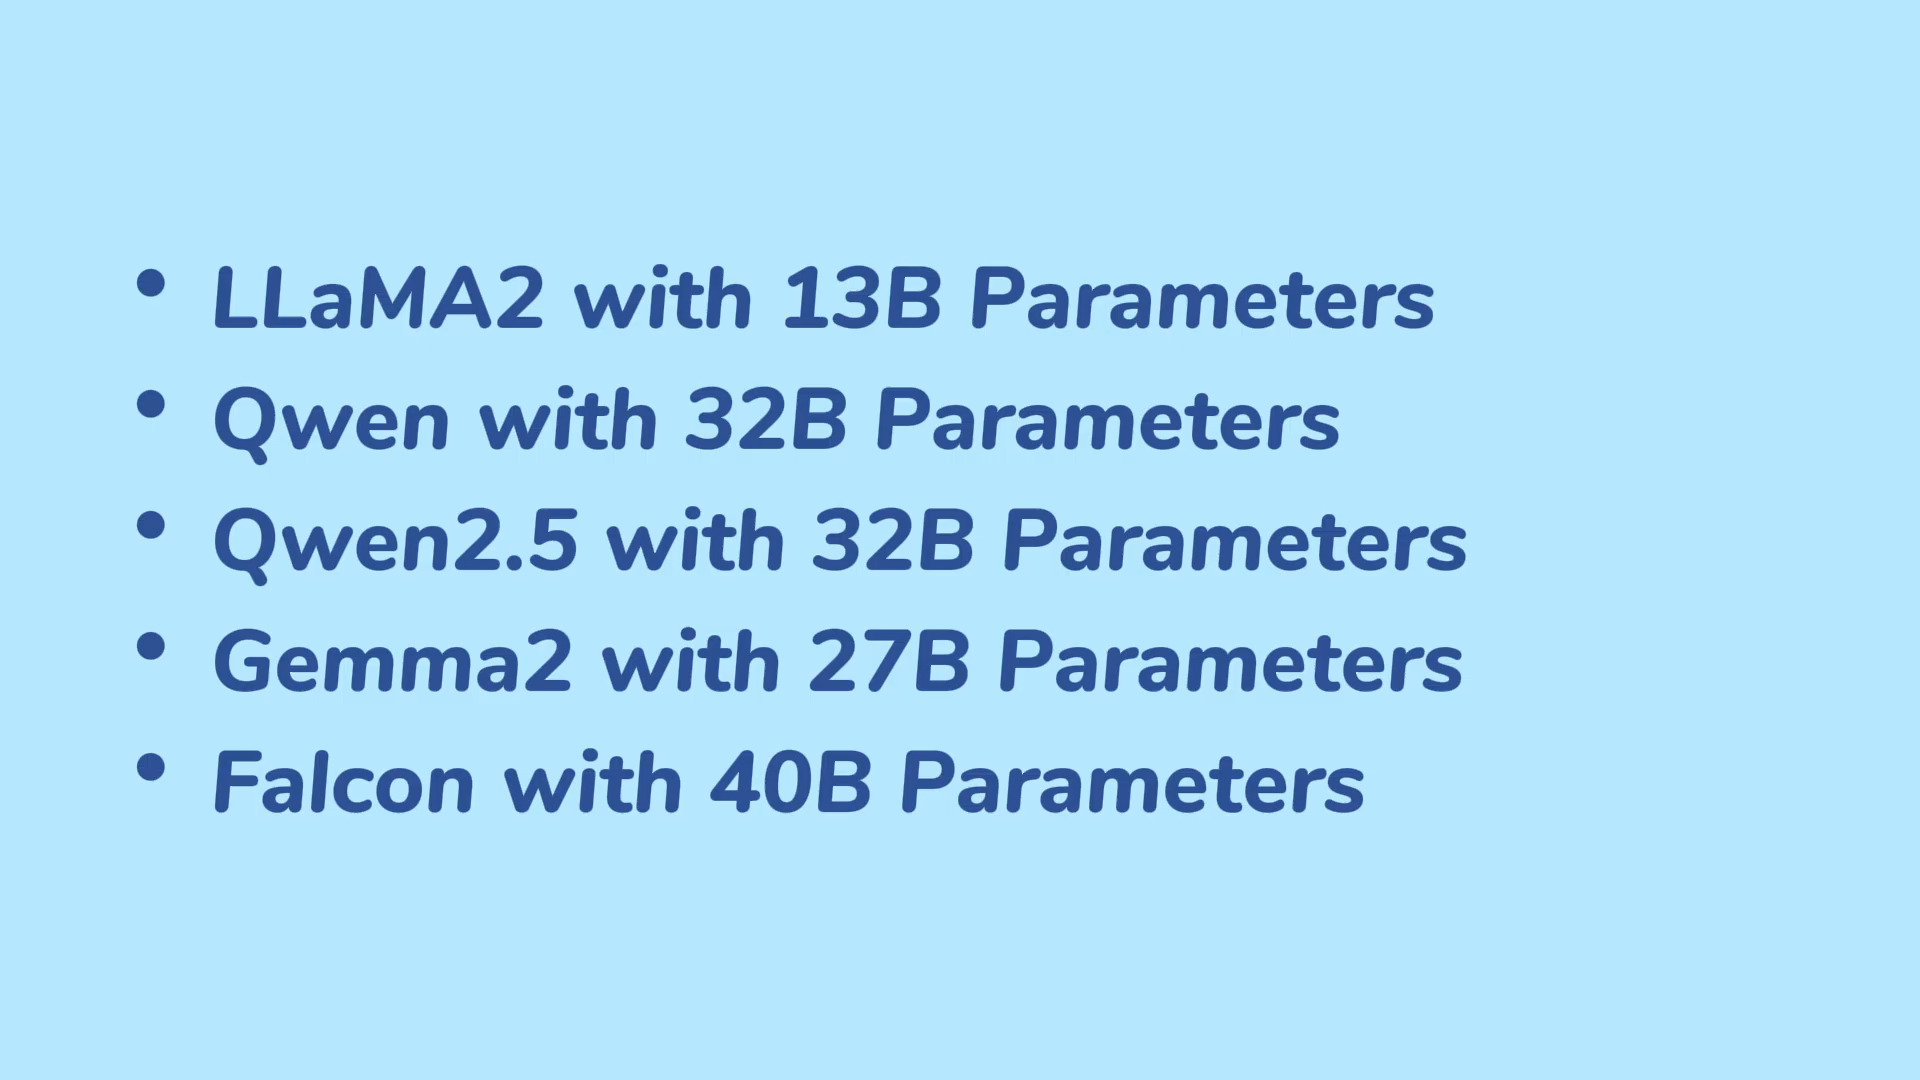 • LLaMA2 with 13B Parameters
• Qwen with 32B Parameters
• Qwen2.5 with 32B Parameters
• Gemma2 with 27B Parameters
• Falcon with 40B Parameters